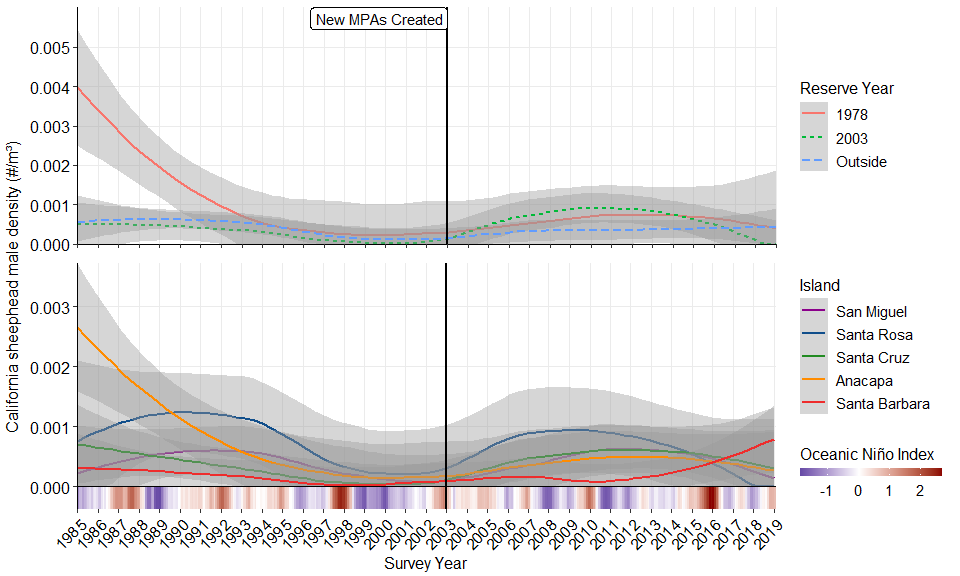 New MPAs Created
0.005
0.004
0.003
0.002
0.001
0.000
Reserve Year
1978
2003
Outside
California sheephead male density (#/m³)
0.003
0.002
0.001
0.000
Island
San Miguel
Santa Rosa
Santa Cruz
Anacapa
Santa Barbara
Oceanic Niño Index
-1 0 1 2
1985 1986 1987 1988 1989 1990 1991 1992 1993 1994 1995 1996 1997 1998 1999 2000 2001 2002 2003 2004 2005 2006 2007 2008 2009 2010 2011 2012 2013 2014 2015 2016 2017 2018 2019
Survey Year